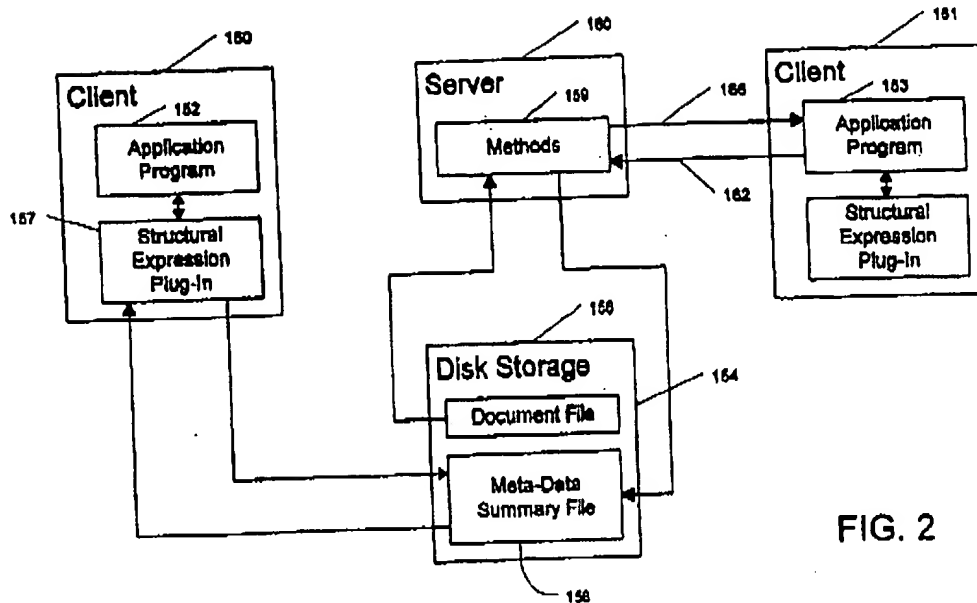 150
Client
152
Application
Program
157
Structural
Expression
Plug-In
160
Server
159
Methods
155
162
151
Client
153
Application
Program
Structural
Expression
Plug-In
156
Disk Storage
154
Document File
Meta-Data
Summary File
158
FIG. 2